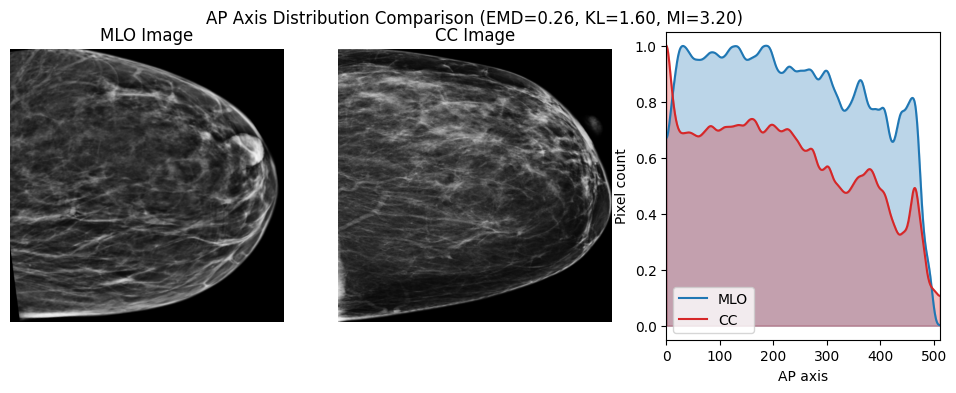 AP Axis Distribution Comparison (EMD=0.26, KL=1.60, MI=3.20)
MLO Image
CC Image
1.0
0.8
0.6
0.4
0.2
0.0
Pixel count
MLO
CC
0 100 200 300 400 500
AP axis